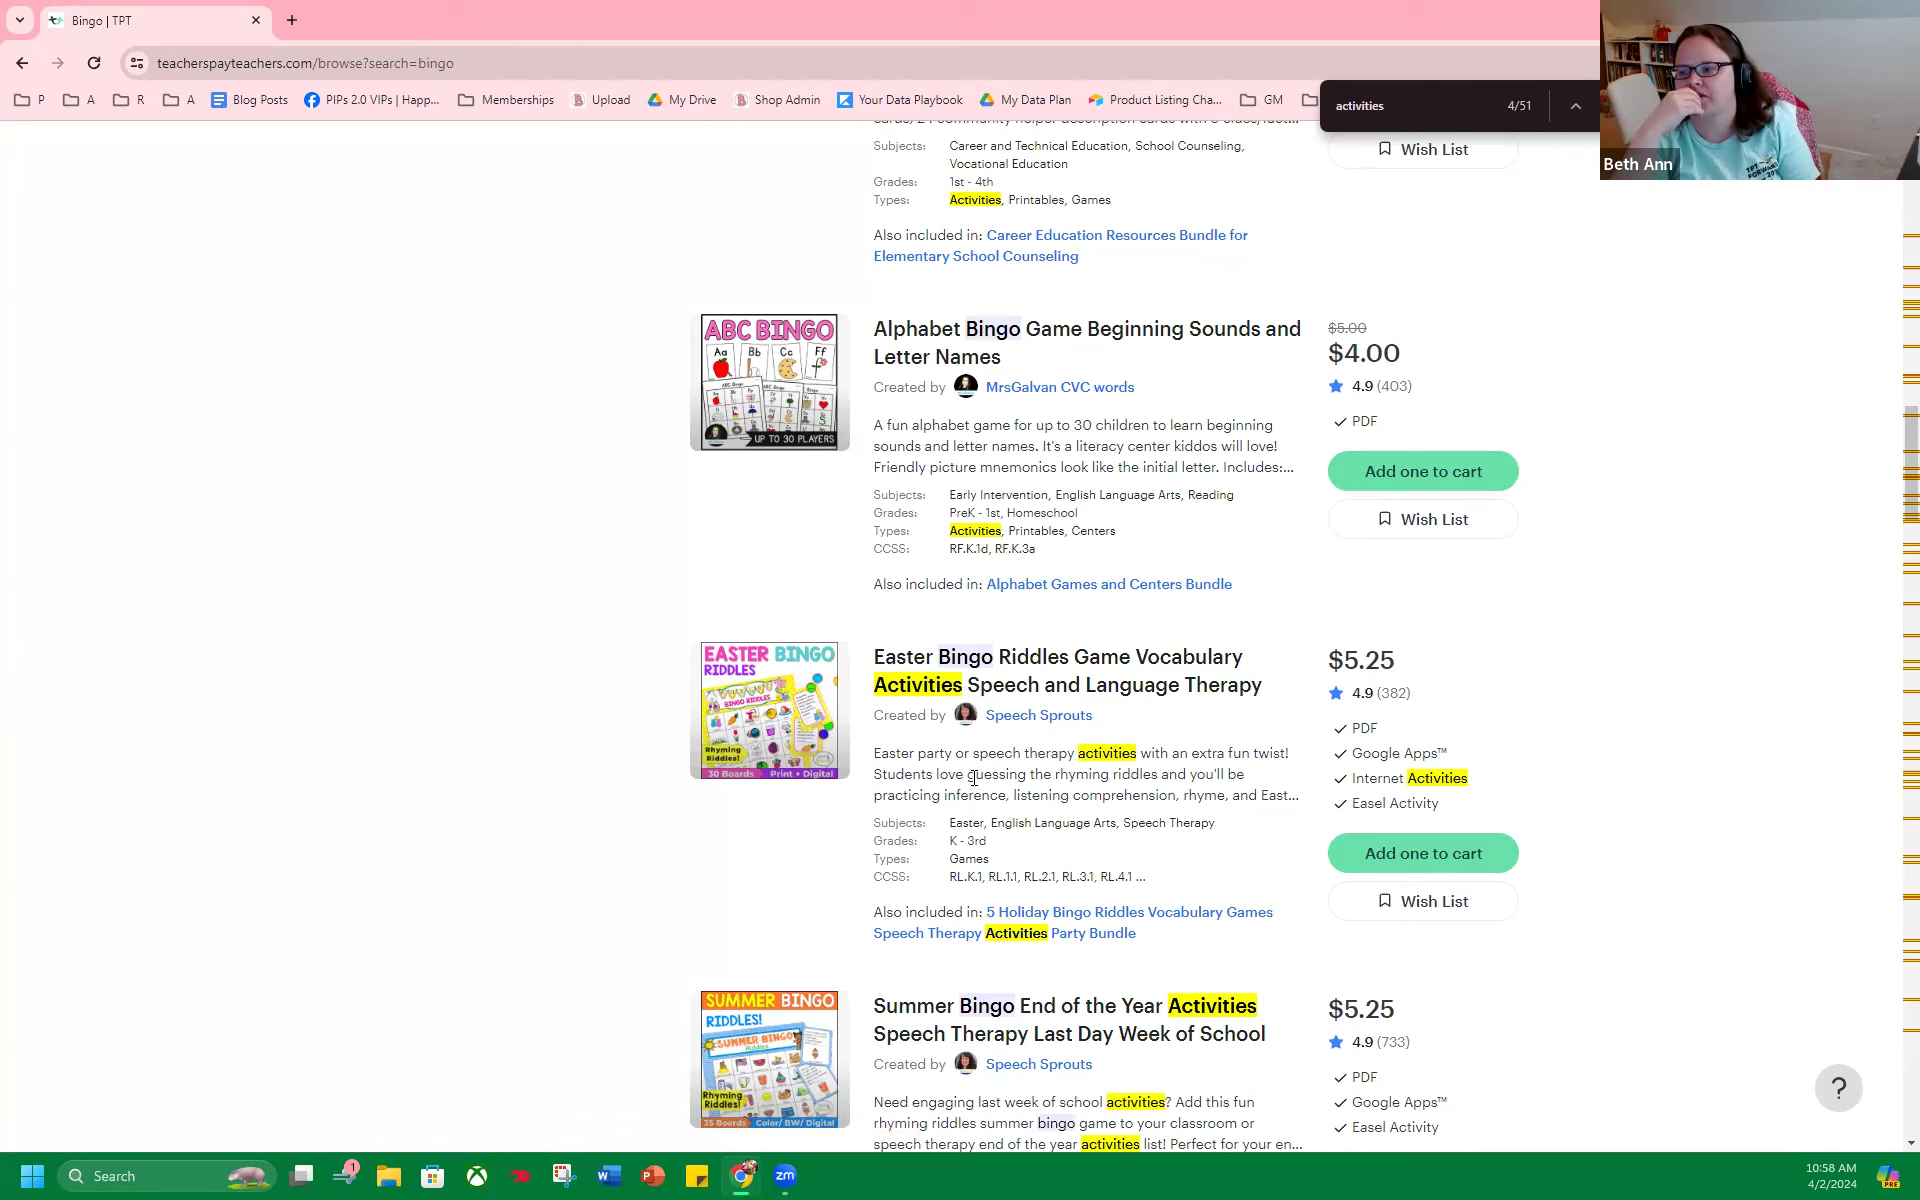 Bingo | TPT
teacherspayteachers.com/browse?search=bingo
P
A
R
A
Blog Posts
PIPs 2.0 VIPs | Happ...
Memberships
Upload
My Drive
Shop Admin
Your Data Playbook
My Data Plan
Product Listing Cha...
GM
activities 4/51
Beth Ann
Subjects: Career and Technical Education, School Counseling,
Vocational Education
Grades: 1st - 4th
Types: Activities, Printables, Games
Also included in: Career Education Resources Bundle for
Elementary School Counseling
Wish List
ABC BINGO
Aa Bb Cc Ff
UP TO 30 PLAYERS
Alphabet Bingo Game Beginning Sounds and
Letter Names
Created by MrsGalvan CVC words
A fun alphabet game for up to 30 children to learn beginning
sounds and letter names. It's a literacy center kiddos will love!
Friendly picture mnemonics look like the initial letter. Includes:...
Subjects: Early Intervention, English Language Arts, Reading
Grades: PreK - 1st, Homeschool
Types: Activities, Printables, Centers
CCSS: RF.K.1d, RF.K.3a
Also included in: Alphabet Games and Centers Bundle
$5.00
$4.00
4.9 (403)
PDF
Add one to cart
Wish List
EASTER BINGO
RIDDLES
BINGO RIDDLES
Rhyming
Riddles!
30 Boards Print + Digital
Easter Bingo Riddles Game Vocabulary
Activities Speech and Language Therapy
Created by Speech Sprouts
Easter party or speech therapy activities with an extra fun twist!
Students love guessing the rhyming riddles and you'll be
practicing inference, listening comprehension, rhyme, and East...
Subjects: Easter, English Language Arts, Speech Therapy
Grades: K - 3rd
Types: Games
CCSS: RL.K.1, RL.1.1, RL.2.1, RL.3.1, RL.4.1 ...
Also included in: 5 Holiday Bingo Riddles Vocabulary Games
Speech Therapy Activities Party Bundle
$5.25
4.9 (382)
PDF
Google Apps™
Internet Activities
Easel Activity
Add one to cart
Wish List
SUMMER BINGO
RIDDLES!
SUMMER BINGO
Rhyming
Riddles!
35 Boards Color/ BW/ Digital
Summer Bingo End of the Year Activities
Speech Therapy Last Day Week of School
Created by Speech Sprouts
Need engaging last week of school activities? Add this fun
rhyming riddles summer bingo game to your classroom or
speech therapy end of the year activities list! Perfect for your en...
$5.25
4.9 (733)
PDF
Google Apps™
Easel Activity
?
Search
1
zm
10:58 AM
4/2/2024
PRE